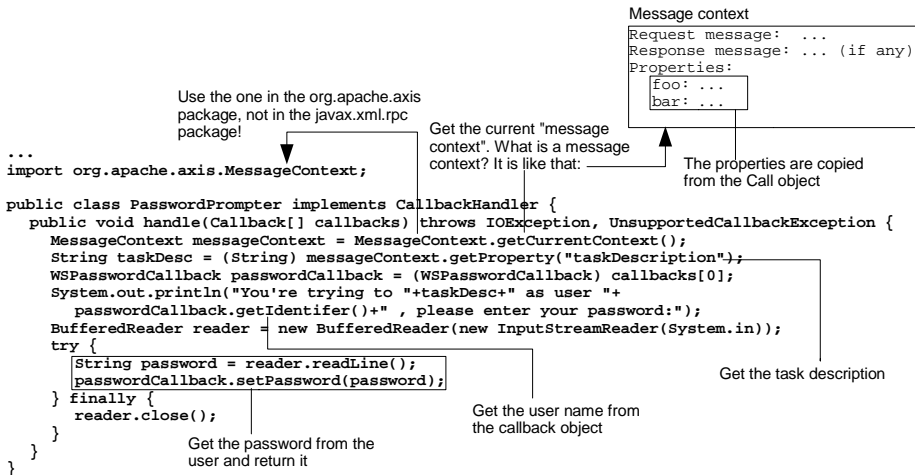 Message context
Request message:  ...
Response message: ... (if any)
Properties:
foo: ...
bar: ...
Use the one in the org.apache.axis
package, not in the javax.xml.rpc
package!
Get the current "message
context". What is a message
context? It is like that:
The properties are copied
from the Call object
...
import org.apache.axis.MessageContext;
public class PasswordPrompter implements CallbackHandler {
public void handle(Callback[] callbacks) throws IOException, UnsupportedCallbackException {
MessageContext messageContext = MessageContext.getCurrentContext();
String taskDesc = (String) messageContext.getProperty("taskDescription");
WSPasswordCallback passwordCallback = (WSPasswordCallback) callbacks[0];
System.out.println("You're trying to "+taskDesc+" as user "+
passwordCallback.getIdentifer()+" , please enter your password:");
BufferedReader reader = new BufferedReader(new InputStreamReader(System.in));
try {
String password = reader.readLine();
passwordCallback.setPassword(password);
} finally {
reader.close();
}
}
}
Get the task description
Get the user name from
the callback object
Get the password from the
user and return it